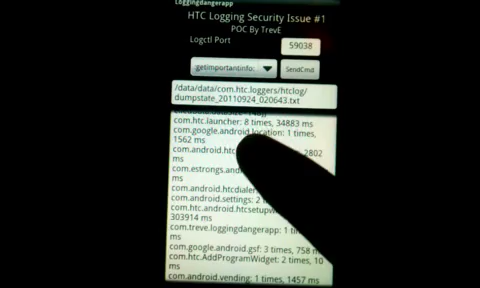 Loggingdangerapp
HTC Logging Security Issue #1
POC By TrevE
Logctl Port
59038
getimportantinfo:
SendCmd
/data/data/com.htc.loggers/htclog/
dumpstate_20110924_020643.txt
com.htc.launcher: 8 times, 34883 ms
com.google.android.location: 1 times,
1562 ms
com.android.htc 2802
ms
com.estrongs.and
ms
com.android.htcdialer
com.android.settings: 2
com.htc.android.htcsetupw
303914 ms
com.treve.loggingdangerapp: 1
ms
com.google.android.gsf: 3 times, 758
com.htc.AddProgramWidget: 2 times, 10
ms
com.android.vending: 1 times, 1457 ms